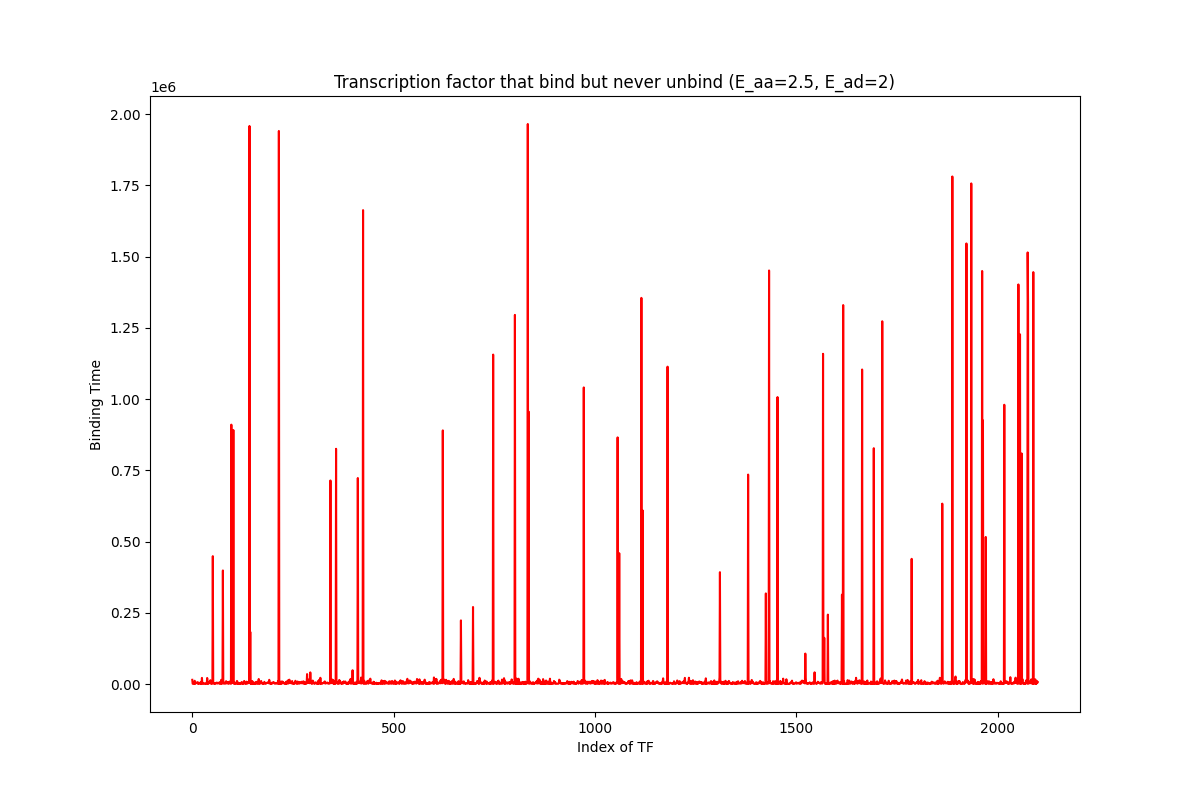 Transcription factor that bind but never unbind (E_aa=2.5, E_ad=2)
1e6
2.00
1.75
1.50
1.25
1.00
0.75
0.50
0.25
0.00
Binding Time
0 500 1000 1500 2000
Index of TF